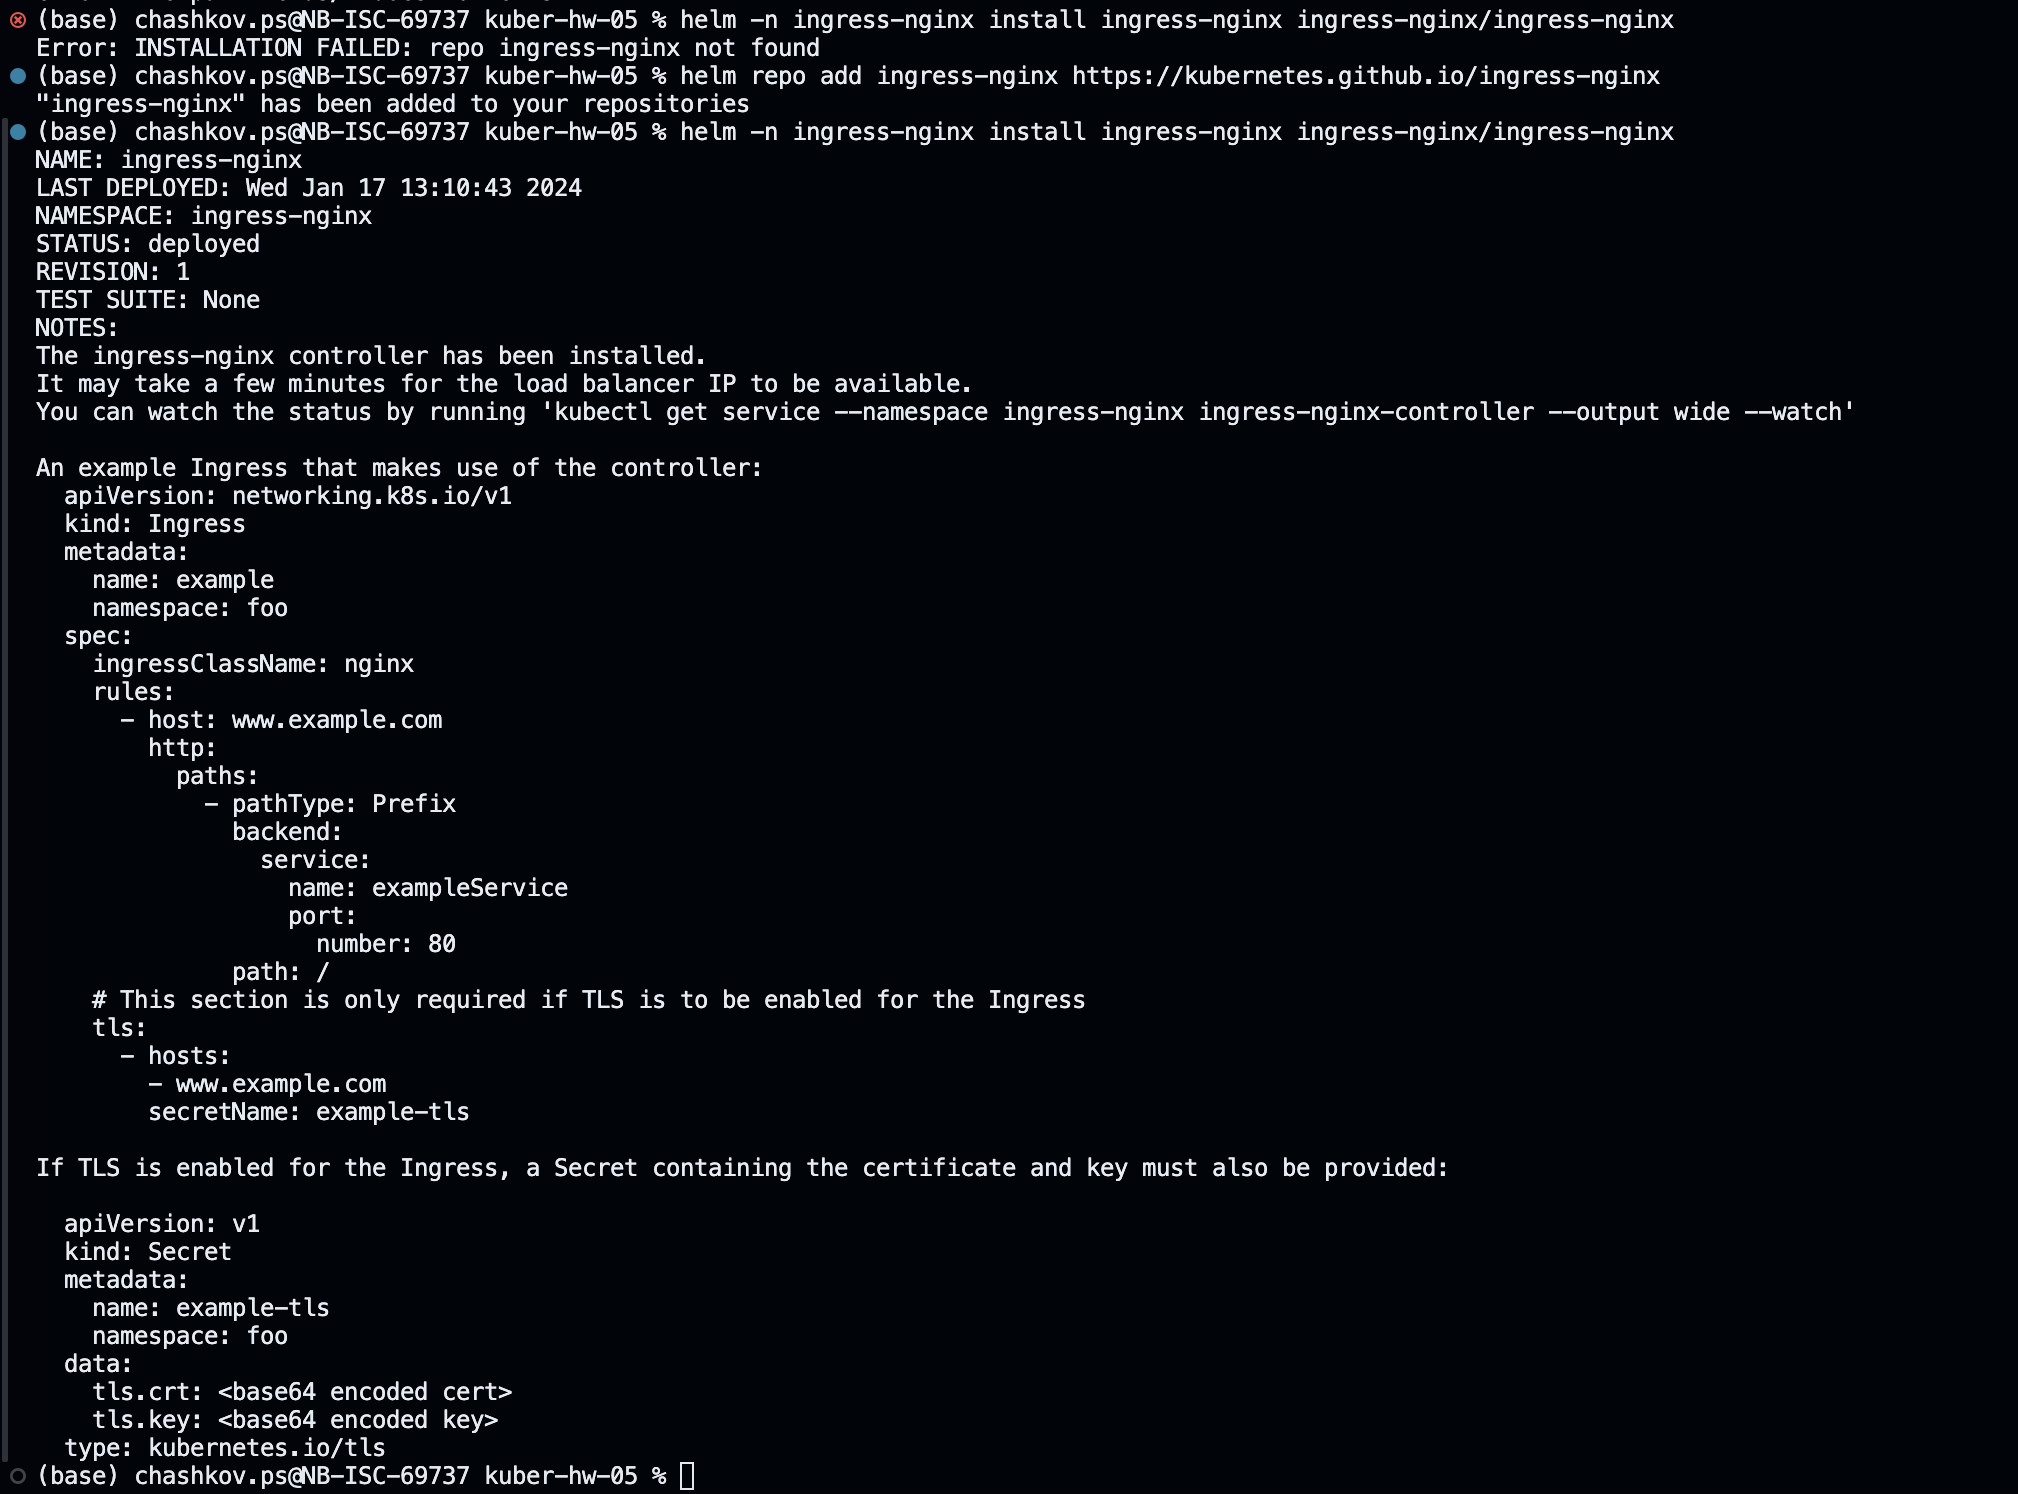 (base) chashkov.ps@NB-ISC-69737 kuber-hw-05 % helm -n ingress-nginx install ingress-nginx ingress-nginx/ingress-nginx
Error: INSTALLATION FAILED: repo ingress-nginx not found
(base) chashkov.ps@NB-ISC-69737 kuber-hw-05 % helm repo add ingress-nginx https://kubernetes.github.io/ingress-nginx
"ingress-nginx" has been added to your repositories
(base) chashkov.ps@NB-ISC-69737 kuber-hw-05 % helm -n ingress-nginx install ingress-nginx ingress-nginx/ingress-nginx
NAME: ingress-nginx
LAST DEPLOYED: Wed Jan 17 13:10:43 2024
NAMESPACE: ingress-nginx
STATUS: deployed
REVISION: 1
TEST SUITE: None
NOTES:
The ingress-nginx controller has been installed.
It may take a few minutes for the load balancer IP to be available.
You can watch the status by running 'kubectl get service --namespace ingress-nginx ingress-nginx-controller --output wide --watch'

An example Ingress that makes use of the controller:
  apiVersion: networking.k8s.io/v1
  kind: Ingress
  metadata:
    name: example
    namespace: foo
  spec:
    ingressClassName: nginx
    rules:
      - host: www.example.com
        http:
          paths:
            - pathType: Prefix
              backend:
                service:
                  name: exampleService
                  port:
                    number: 80
              path: /
    # This section is only required if TLS is to be enabled for the Ingress
    tls:
      - hosts:
        - www.example.com
        secretName: example-tls

If TLS is enabled for the Ingress, a Secret containing the certificate and key must also be provided:

  apiVersion: v1
  kind: Secret
  metadata:
    name: example-tls
    namespace: foo
  data:
    tls.crt: <base64 encoded cert>
    tls.key: <base64 encoded key>
  type: kubernetes.io/tls
(base) chashkov.ps@NB-ISC-69737 kuber-hw-05 %